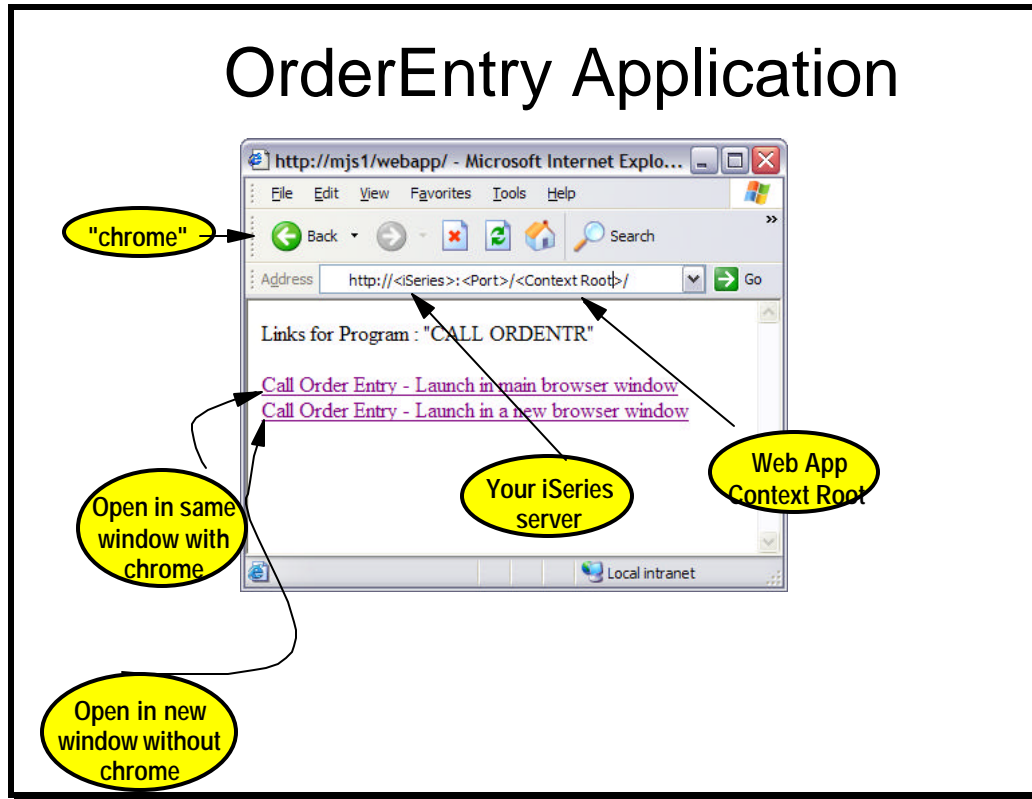 OrderEntry Application
http://mjs1/webapp/ - Microsoft Internet Explo...
File Edit View Favorites Tools Help
"chrome"
Back
Search
»
Address http://<iSeries>:<Port>/<Context Root>/ Go
Links for Program : "CALL ORDENTR"
Call Order Entry - Launch in main browser window
Call Order Entry - Launch in a new browser window
Web App
Context Root
Your iSeries
server
Open in same
window with
chrome
Local intranet
Open in new
window without
chrome